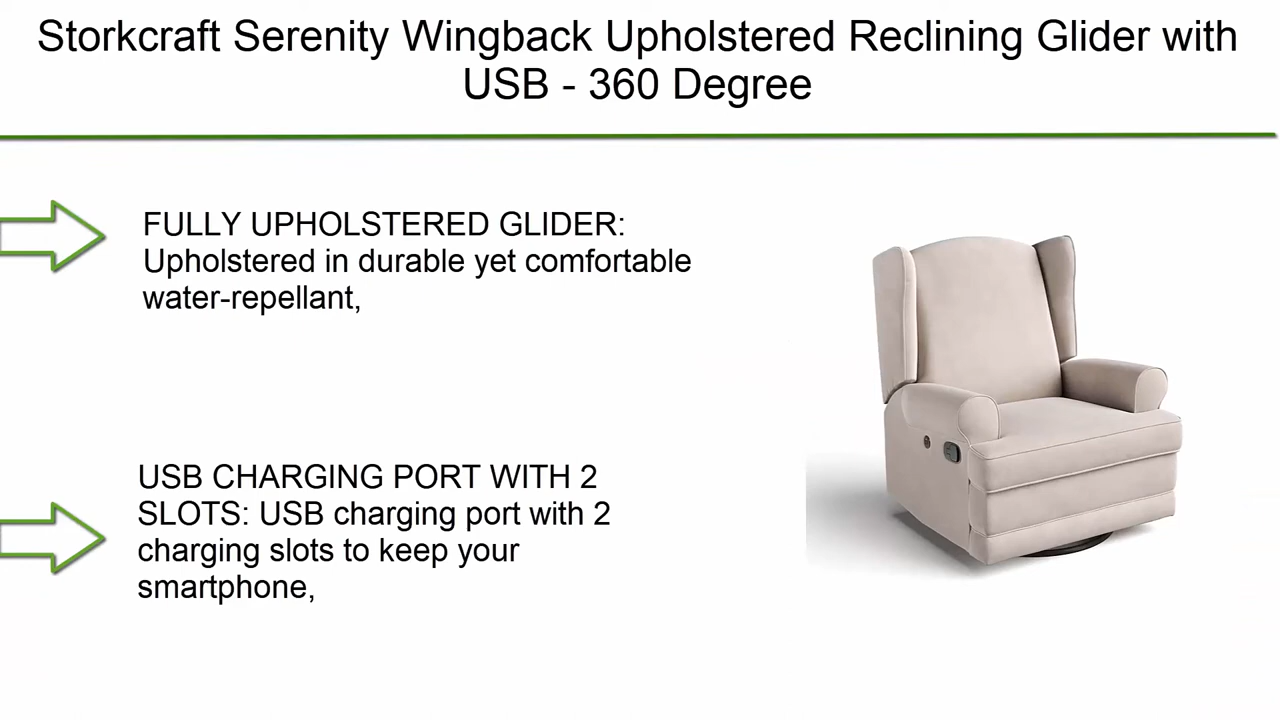 Storkcraft Serenity Wingback Upholstered Reclining Glider with
USB - 360 Degree
FULLY UPHOLSTERED GLIDER:
Upholstered in durable yet comfortable
water-repellant,
USB CHARGING PORT WITH 2
SLOTS: USB charging port with 2
charging slots to keep your
smartphone,